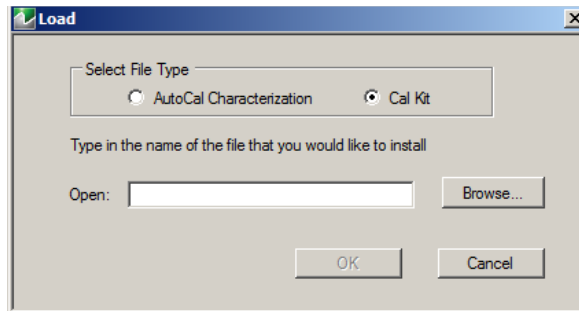 Load
Select File Type
AutoCal Characterization Cal Kit
Type in the name of the file that you would like to install
Open: Browse...
OK Cancel